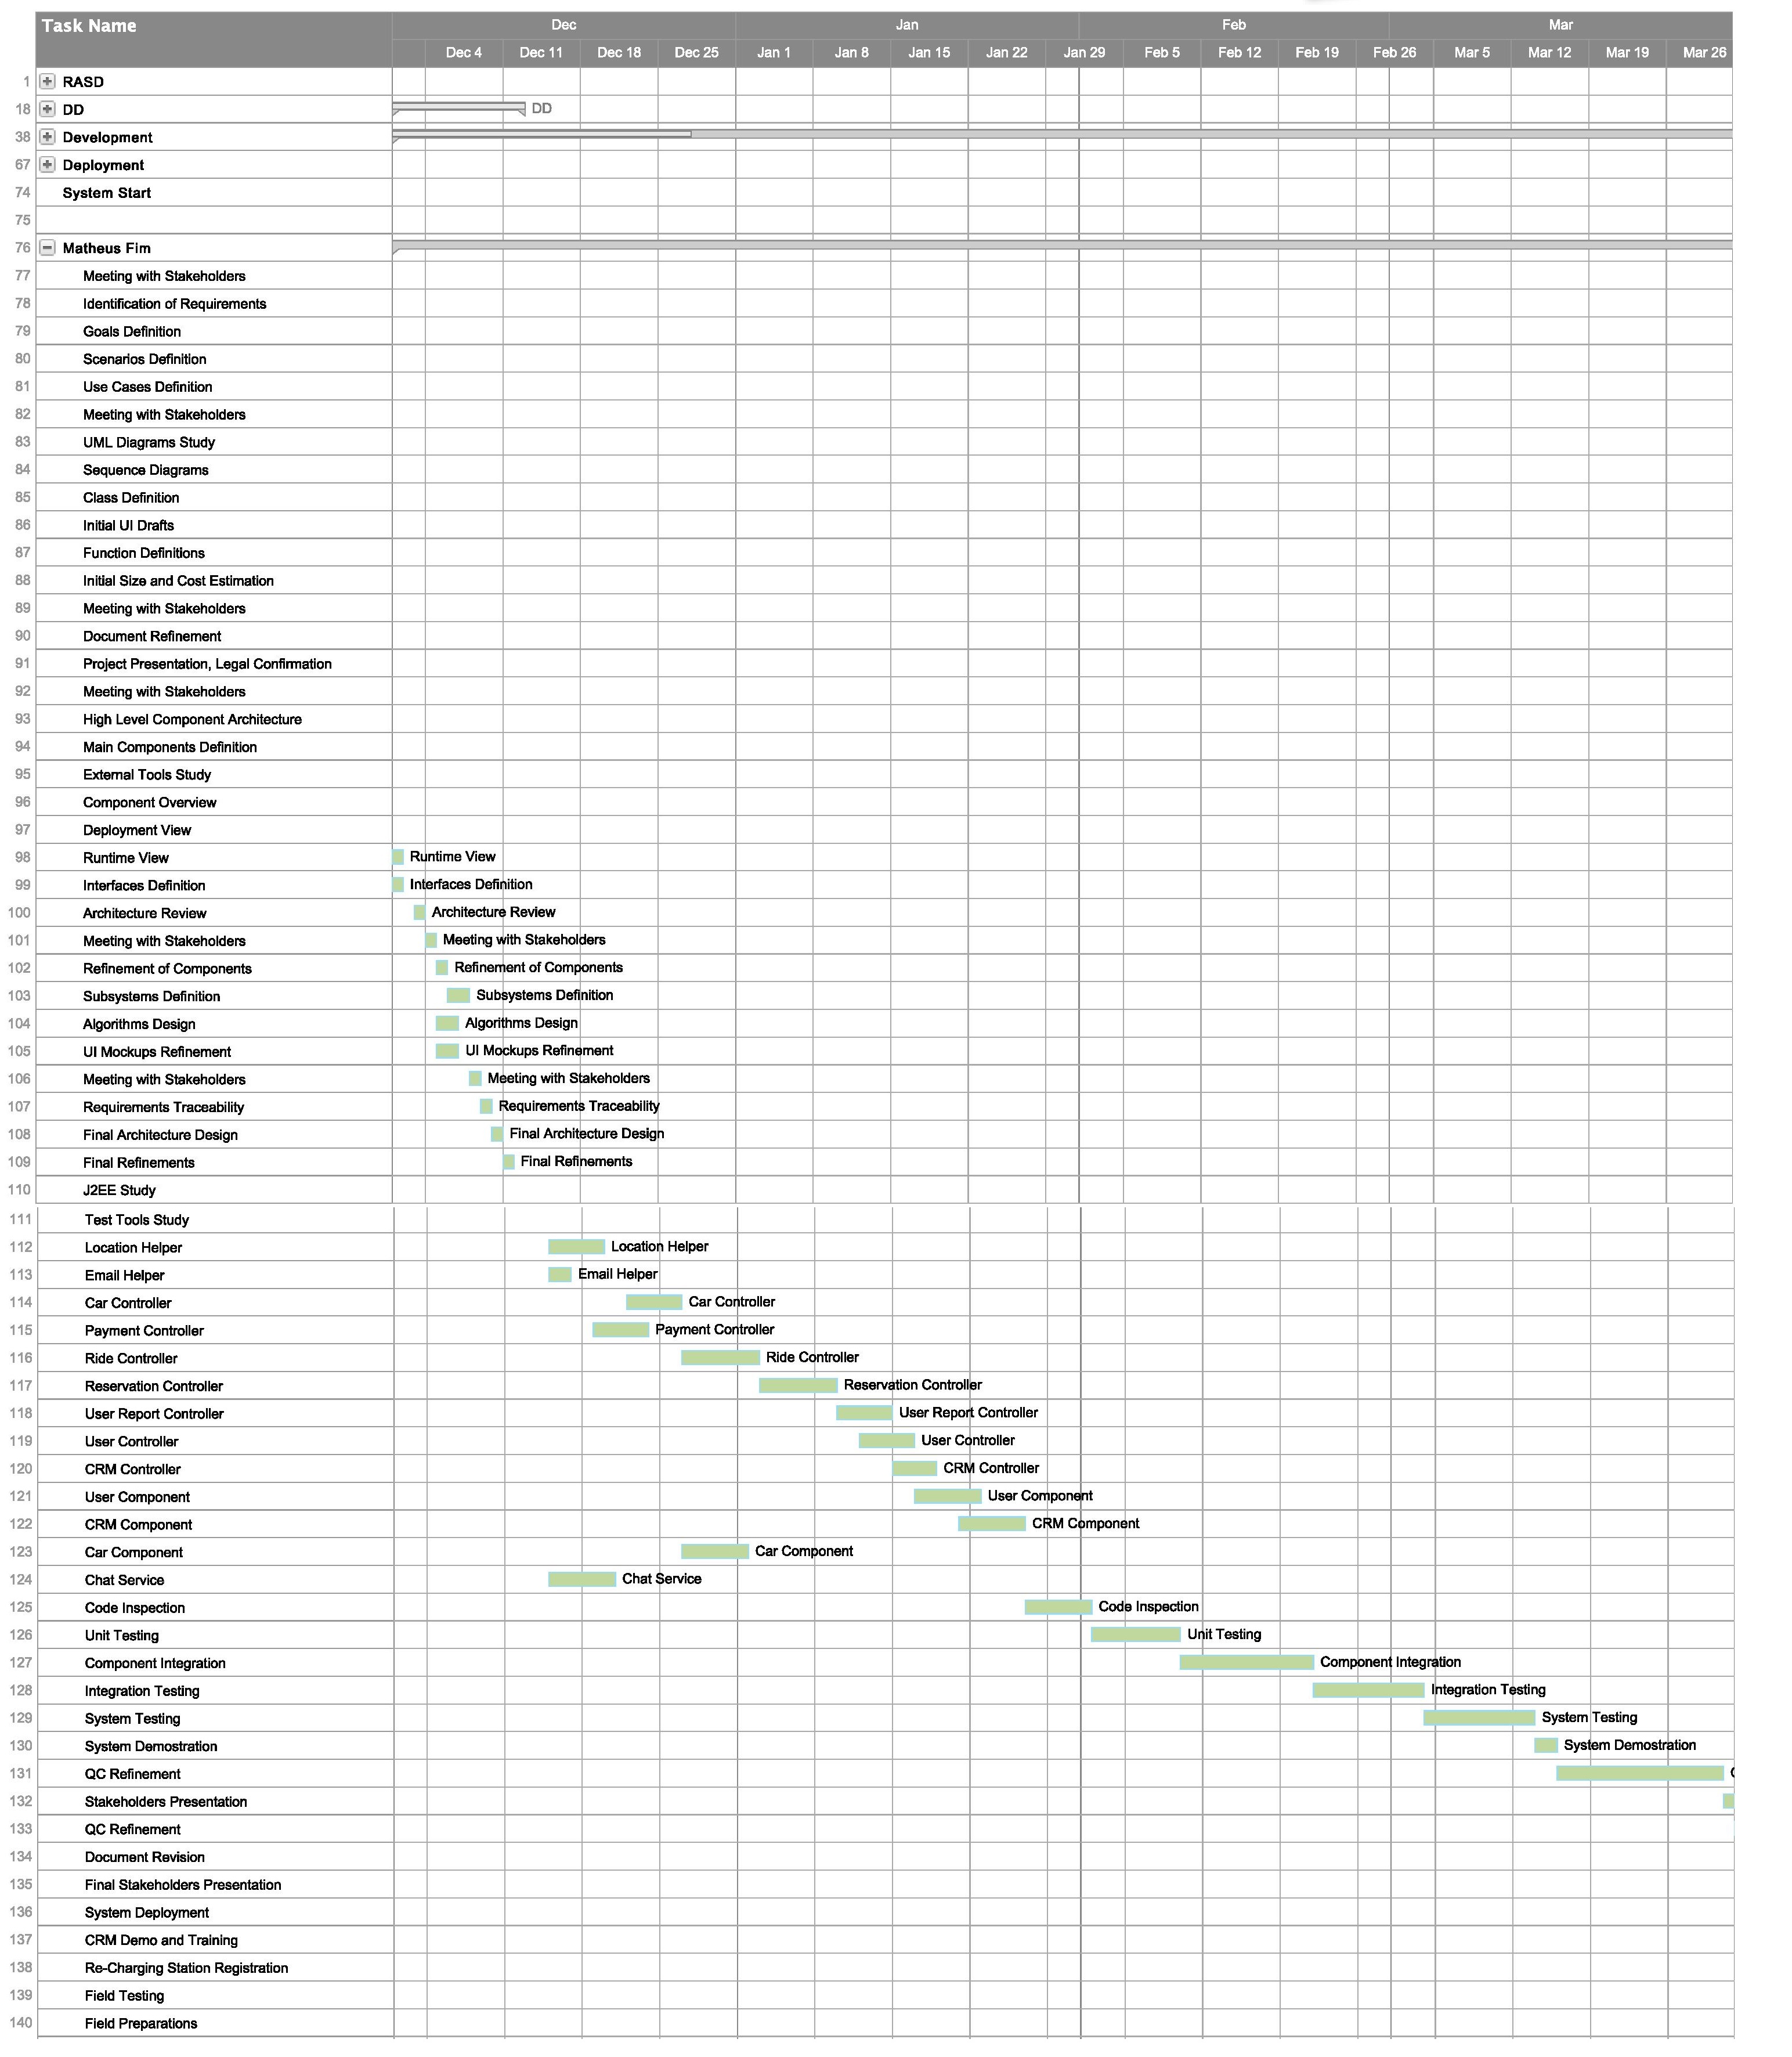 Task Name Dec Jan Feb Mar
Dec 4 Dec 11 Dec 18 Dec 25 Jan 1 Jan 8 Jan 15 Jan 22 Jan 29 Feb 5 Feb 12 Feb 19 Feb 26 Mar 5 Mar 12 Mar 19 Mar 26
1 RASD
18 DD DD
38 Development
67 Deployment
74 System Start
75
76 Matheus Fim
77 Meeting with Stakeholders
78 Identification of Requirements
79 Goals Definition
80 Scenarios Definition
81 Use Cases Definition
82 Meeting with Stakeholders
83 UML Diagrams Study
84 Sequence Diagrams
85 Class Definition
86 Initial UI Drafts
87 Function Definitions
88 Initial Size and Cost Estimation
89 Meeting with Stakeholders
90 Document Refinement
91 Project Presentation, Legal Confirmation
92 Meeting with Stakeholders
93 High Level Component Architecture
94 Main Components Definition
95 External Tools Study
96 Component Overview
97 Deployment View
98 Runtime View Runtime View
99 Interfaces Definition Interfaces Definition
100 Architecture Review Architecture Review
101 Meeting with Stakeholders Meeting with Stakeholders
102 Refinement of Components Refinement of Components
103 Subsystems Definition Subsystems Definition
104 Algorithms Design Algorithms Design
105 UI Mockups Refinement UI Mockups Refinement
106 Meeting with Stakeholders Meeting with Stakeholders
107 Requirements Traceability Requirements Traceability
108 Final Architecture Design Final Architecture Design
109 Final Refinements Final Refinements
110 J2EE Study
111 Test Tools Study
112 Location Helper Location Helper
113 Email Helper Email Helper
114 Car Controller Car Controller
115 Payment Controller Payment Controller
116 Ride Controller Ride Controller
117 Reservation Controller Reservation Controller
118 User Report Controller User Report Controller
119 User Controller User Controller
120 CRM Controller CRM Controller
121 User Component User Component
122 CRM Component CRM Component
123 Car Component Car Component
124 Chat Service Chat Service
125 Code Inspection Code Inspection
126 Unit Testing Unit Testing
127 Component Integration Component Integration
128 Integration Testing Integration Testing
129 System Testing System Testing
130 System Demostration System Demostration
131 QC Refinement
132 Stakeholders Presentation
133 QC Refinement
134 Document Revision
135 Final Stakeholders Presentation
136 System Deployment
137 CRM Demo and Training
138 Re-Charging Station Registration
139 Field Testing
140 Field Preparations